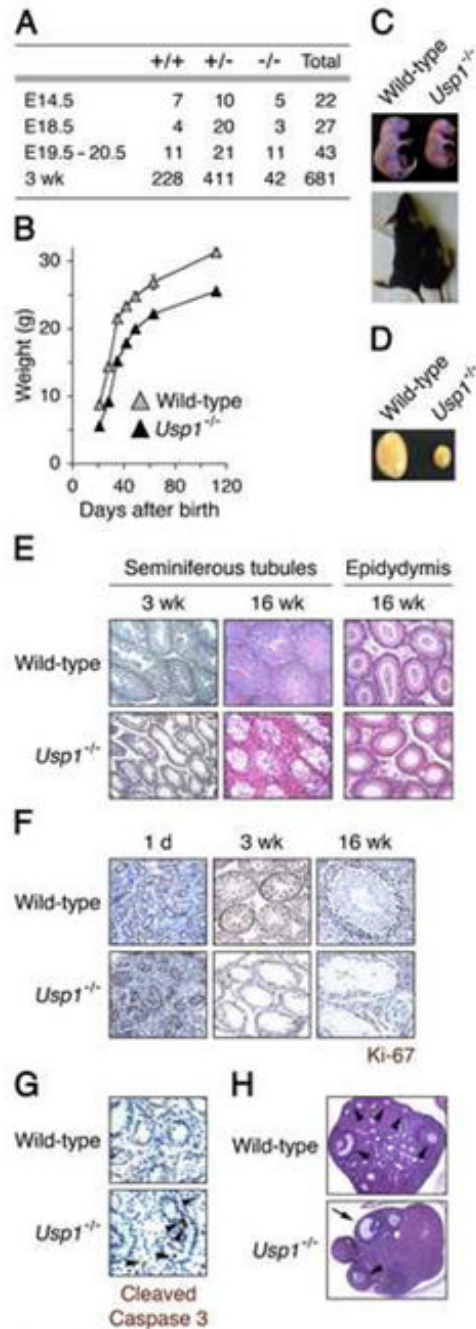 A
+/+ +/- -/- Total
E14.5 7 10 5 22
E18.5 4 20 3 27
E19.5 - 20.5 11 21 11 43
3 wk 228 411 42 681
B
Weight (g)
30
20
10
0
0 40 80 120
Days after birth
Wild-type
Usp1-/-
C
Wild-type
Usp1-/-
D
Wild-type
Usp1-/-
E
Seminiferous tubules Epidydymis
3 wk 16 wk 16 wk
Wild-type
Usp1-/-
F
1 d 3 wk 16 wk
Wild-type
Usp1-/-
Ki-67
G
Wild-type
Usp1-/-
Cleaved
Caspase 3
H
Wild-type
Usp1-/-